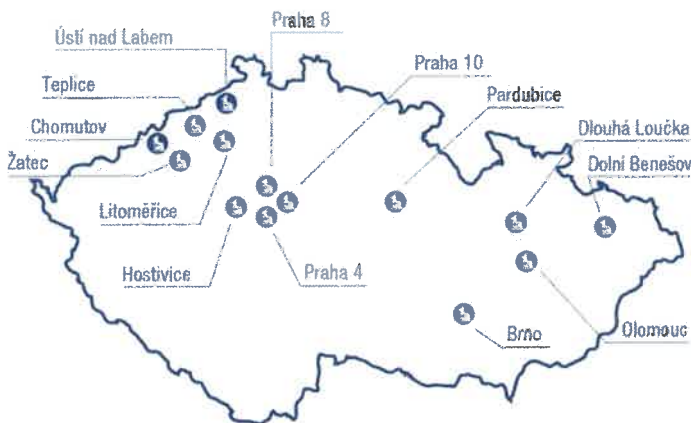 Praha 8
Ústí nad Labem
Praha 10
Teplice
Pardubice
Chomutov
Dlouhá Loučka
Žatec
Dolní Benešov
Litoměřice
Hostivice
Praha 4
Brno
Olomouc